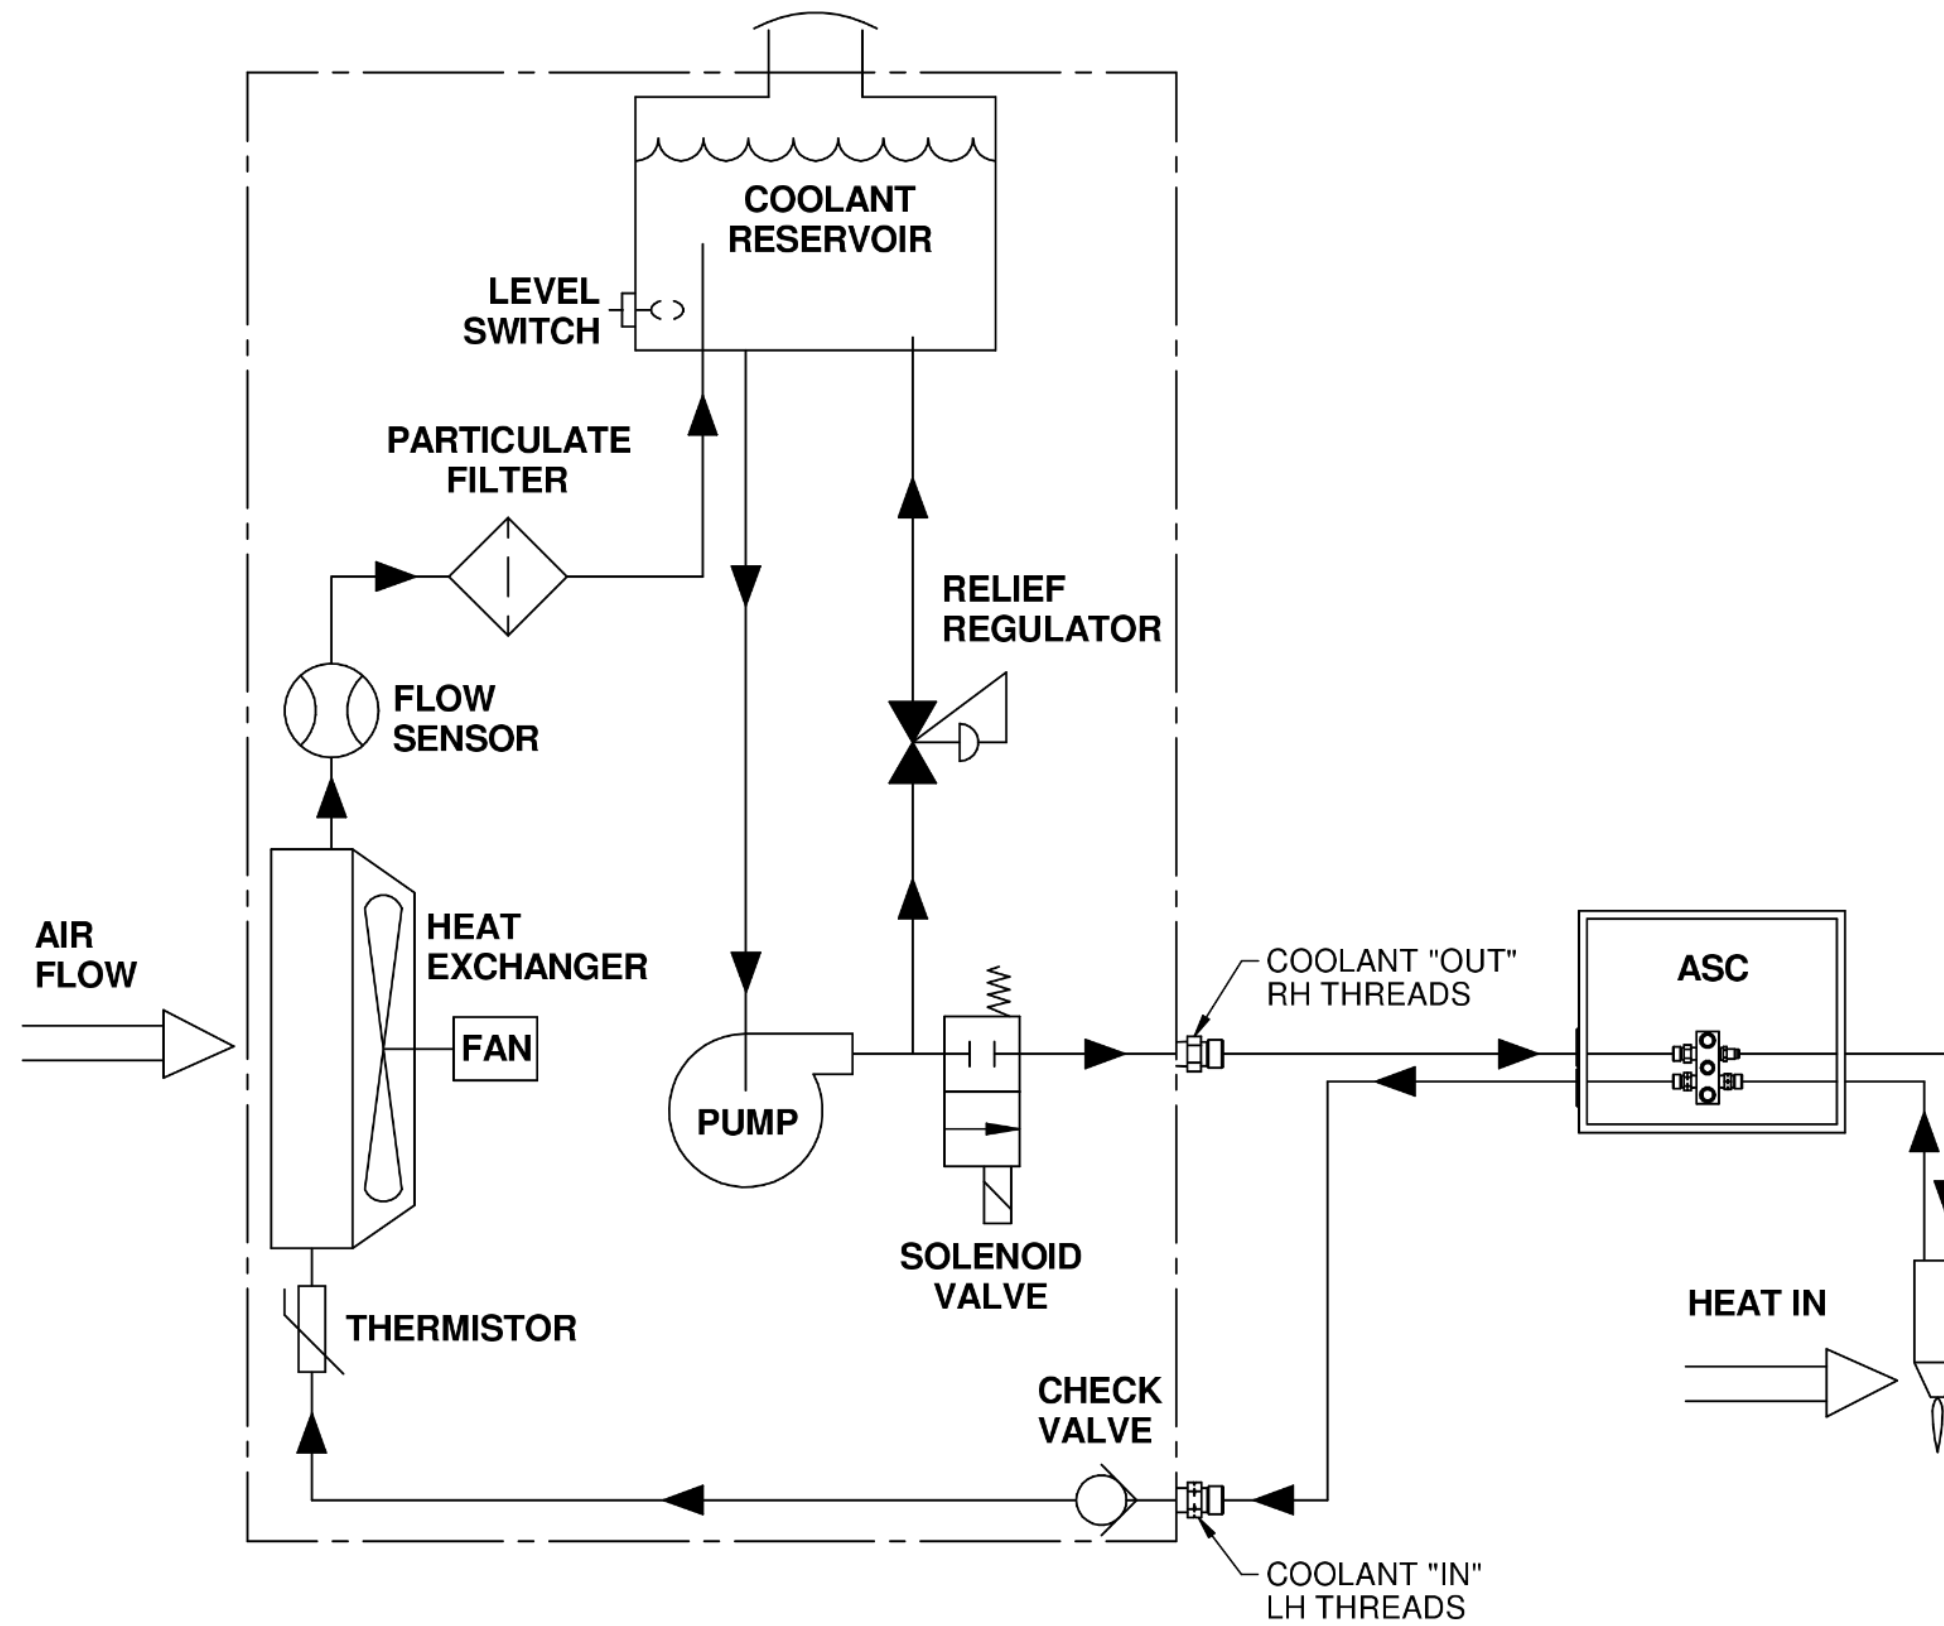 COOLANT
RESERVOIR
LEVEL
SWITCH
PARTICULATE
FILTER
RELIEF
REGULATOR
FLOW
SENSOR
AIR
FLOW
HEAT
EXCHANGER
FAN
COOLANT "OUT"
RH THREADS
ASC
PUMP
SOLENOID
VALVE
HEAT IN
THERMISTOR
CHECK
VALVE
COOLANT "IN"
LH THREADS